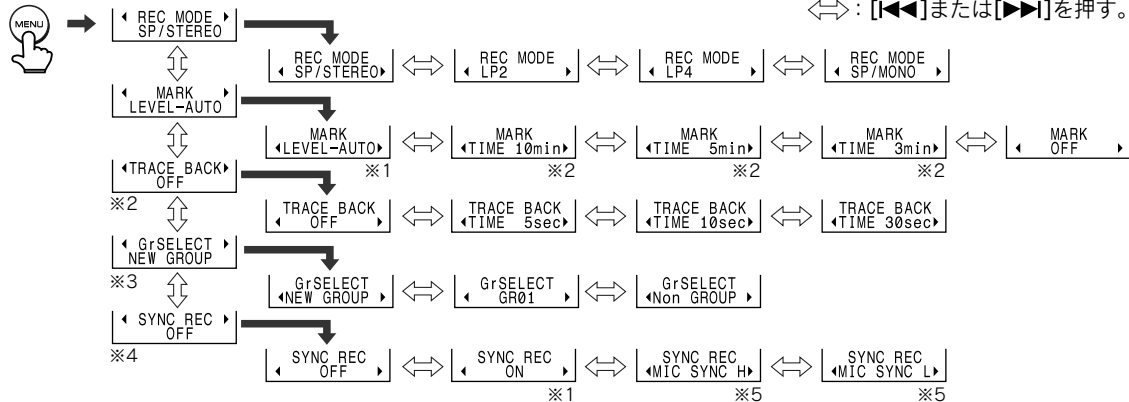 ⇔：[⏮]または[⏭]を押す。
MENU
REC MODE
SP/STEREO
REC MODE
SP/STEREO
REC MODE
LP2
REC MODE
LP4
REC MODE
SP/MONO
MARK
LEVEL-AUTO
MARK
LEVEL-AUTO
※1
MARK
TIME 10min
※2
MARK
TIME 5min
※2
MARK
TIME 3min
※2
MARK
OFF
TRACE BACK
OFF
※2
TRACE BACK
OFF
TRACE BACK
TIME 5sec
TRACE BACK
TIME 10sec
TRACE BACK
TIME 30sec
GrSELECT
NEW GROUP
※3
GrSELECT
NEW GROUP
GrSELECT
GR01
GrSELECT
Non GROUP
SYNC REC
OFF
※4
SYNC REC
OFF
SYNC REC
ON
※1
SYNC REC
MIC SYNC H
※5
SYNC REC
MIC SYNC L
※5